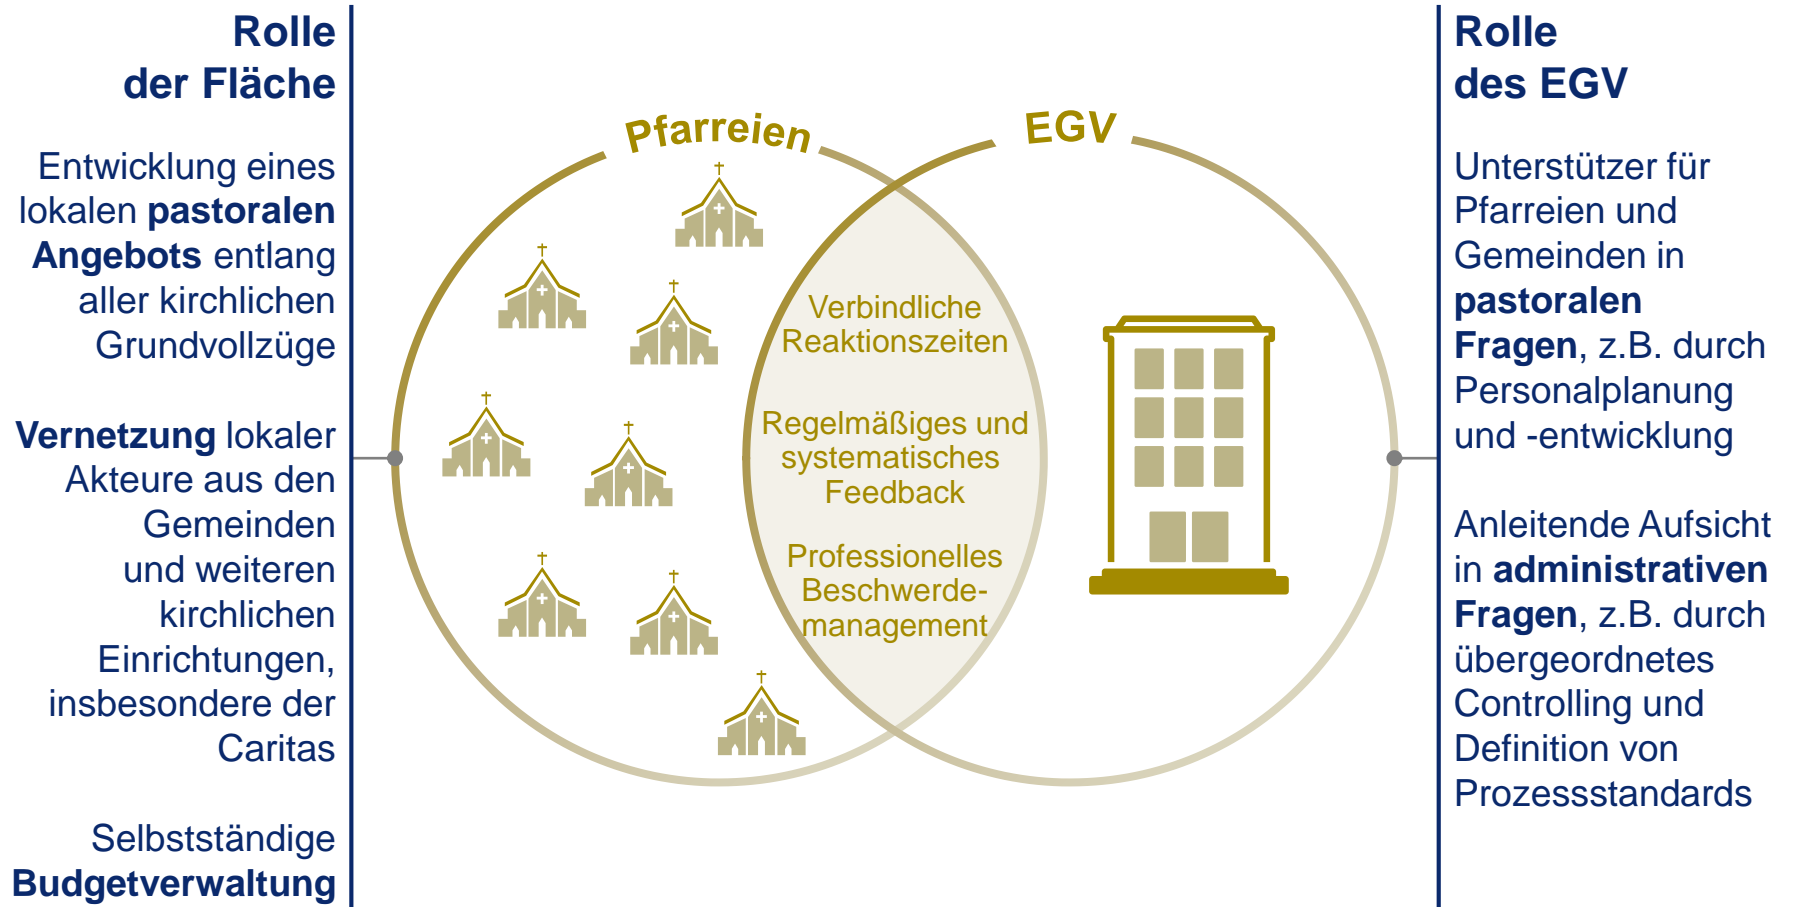 Rolle
der Fläche
Entwicklung eines
lokalen pastoralen
Angebots entlang
aller kirchlichen
Grundvollzüge
Vernetzung lokaler
Akteure aus den
Gemeinden
und weiteren
kirchlichen
Einrichtungen,
insbesondere der
Caritas
Selbstständige
Budgetverwaltung
Pfarreien
EGV
Verbindliche
Reaktionszeiten
Regelmäßiges und
systematisches
Feedback
Professionelles
Beschwerde-
management
Rolle
des EGV
Unterstützer für
Pfarreien und
Gemeinden in
pastoralen
Fragen, z.B. durch
Personalplanung
und -entwicklung
Anleitende Aufsicht
in administrativen
Fragen, z.B. durch
übergeordnetes
Controlling und
Definition von
Prozessstandards